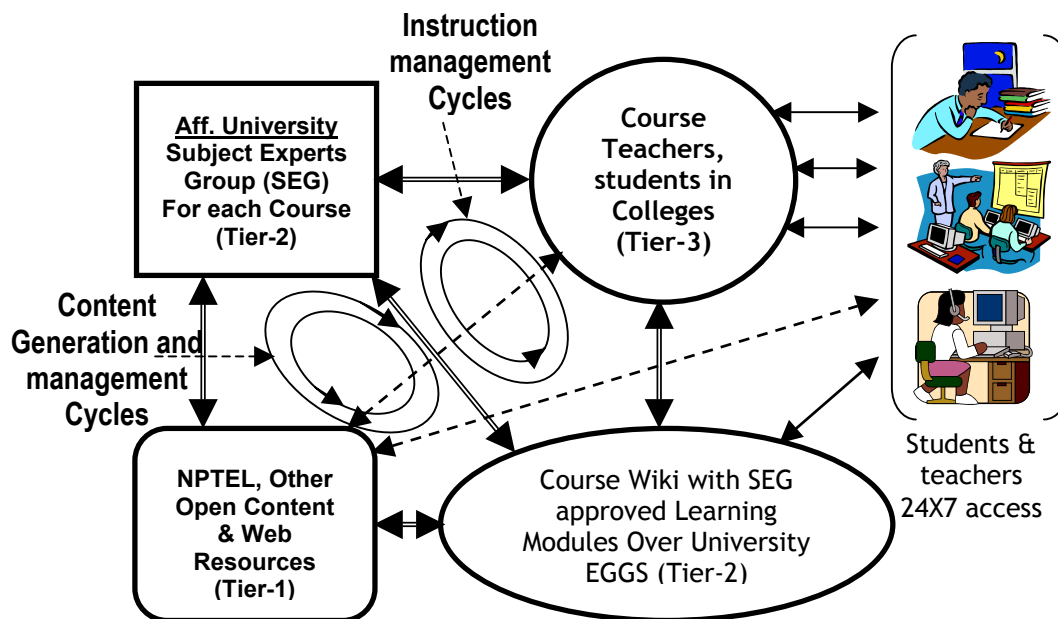 Instruction
management
Cycles
Aff. University
Subject Experts
Group (SEG)
For each Course
(Tier-2)
Course
Teachers,
students in
Colleges
(Tier-3)
Content
Generation and
management
Cycles
NPTEL, Other
Open Content
& Web
Resources
(Tier-1)
Course Wiki with SEG
approved Learning
Modules Over University
EGGS (Tier-2)
Students &
teachers
24X7 access